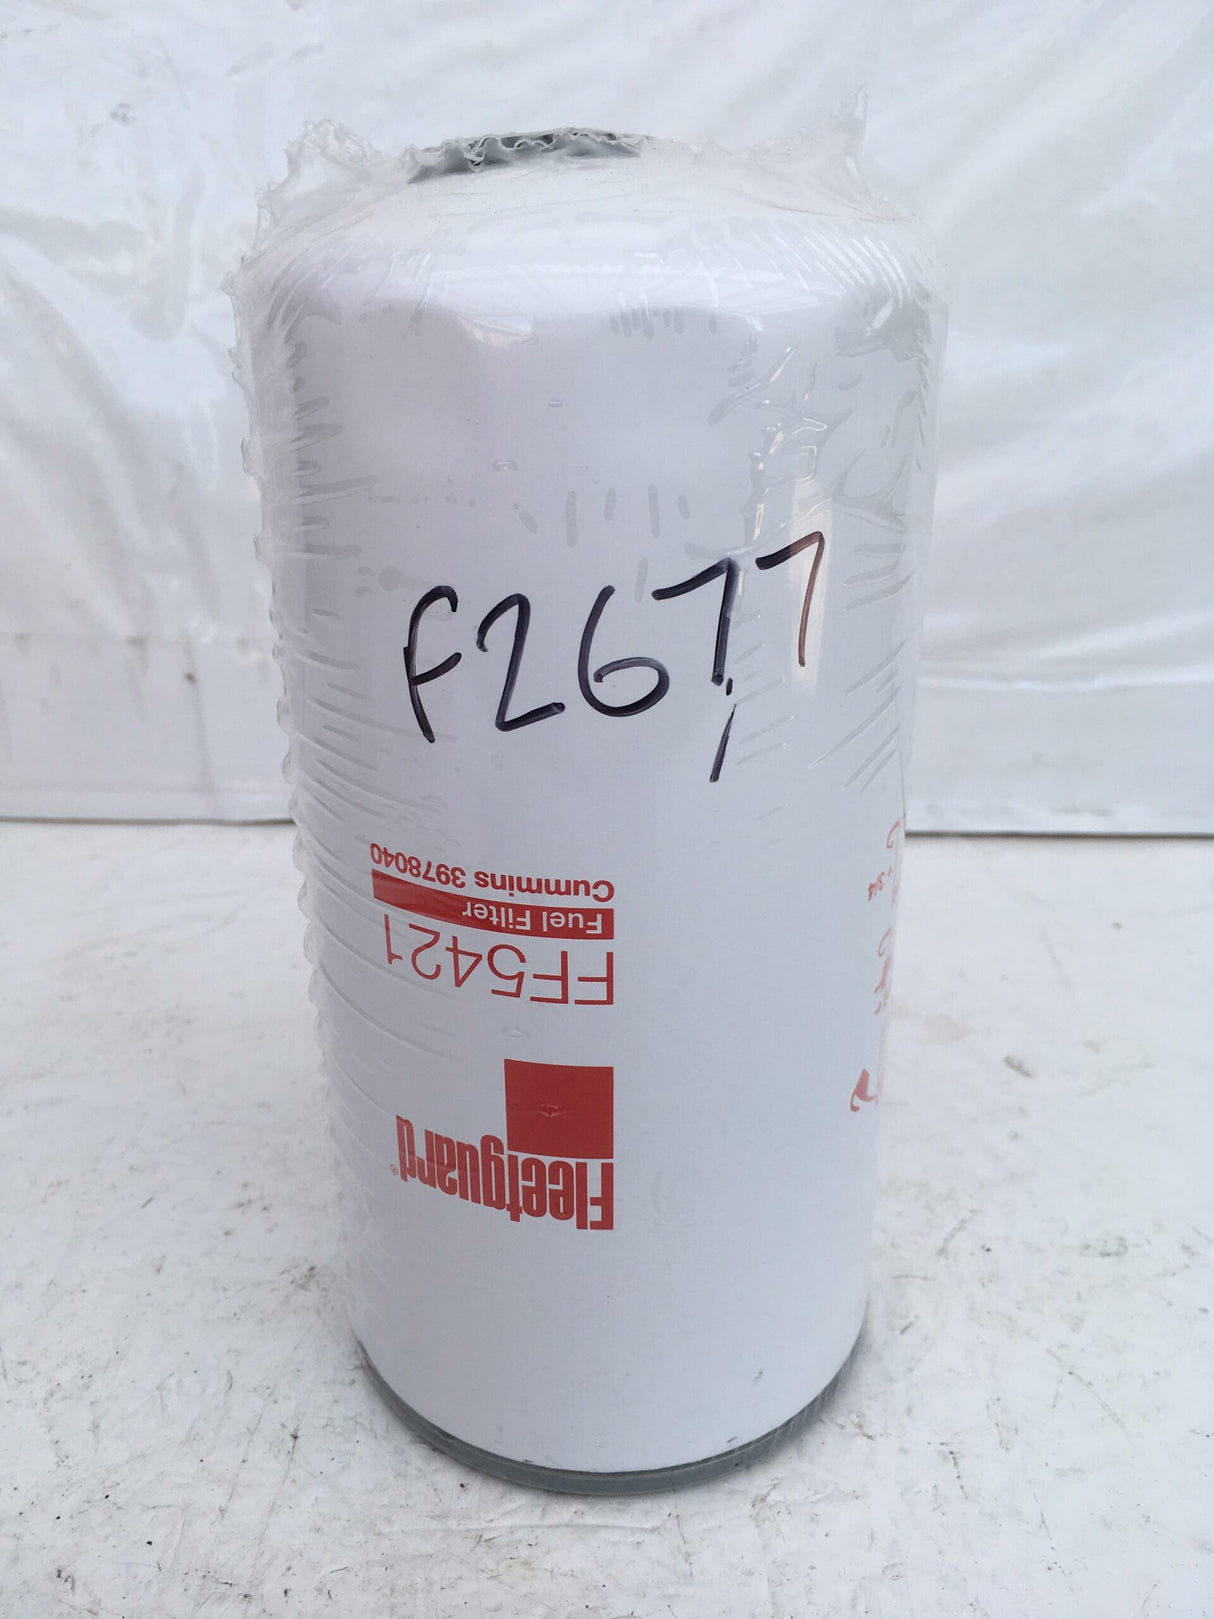 F2677
Fleetguard®
FF5421
Fuel Filter
Cummins 3978040